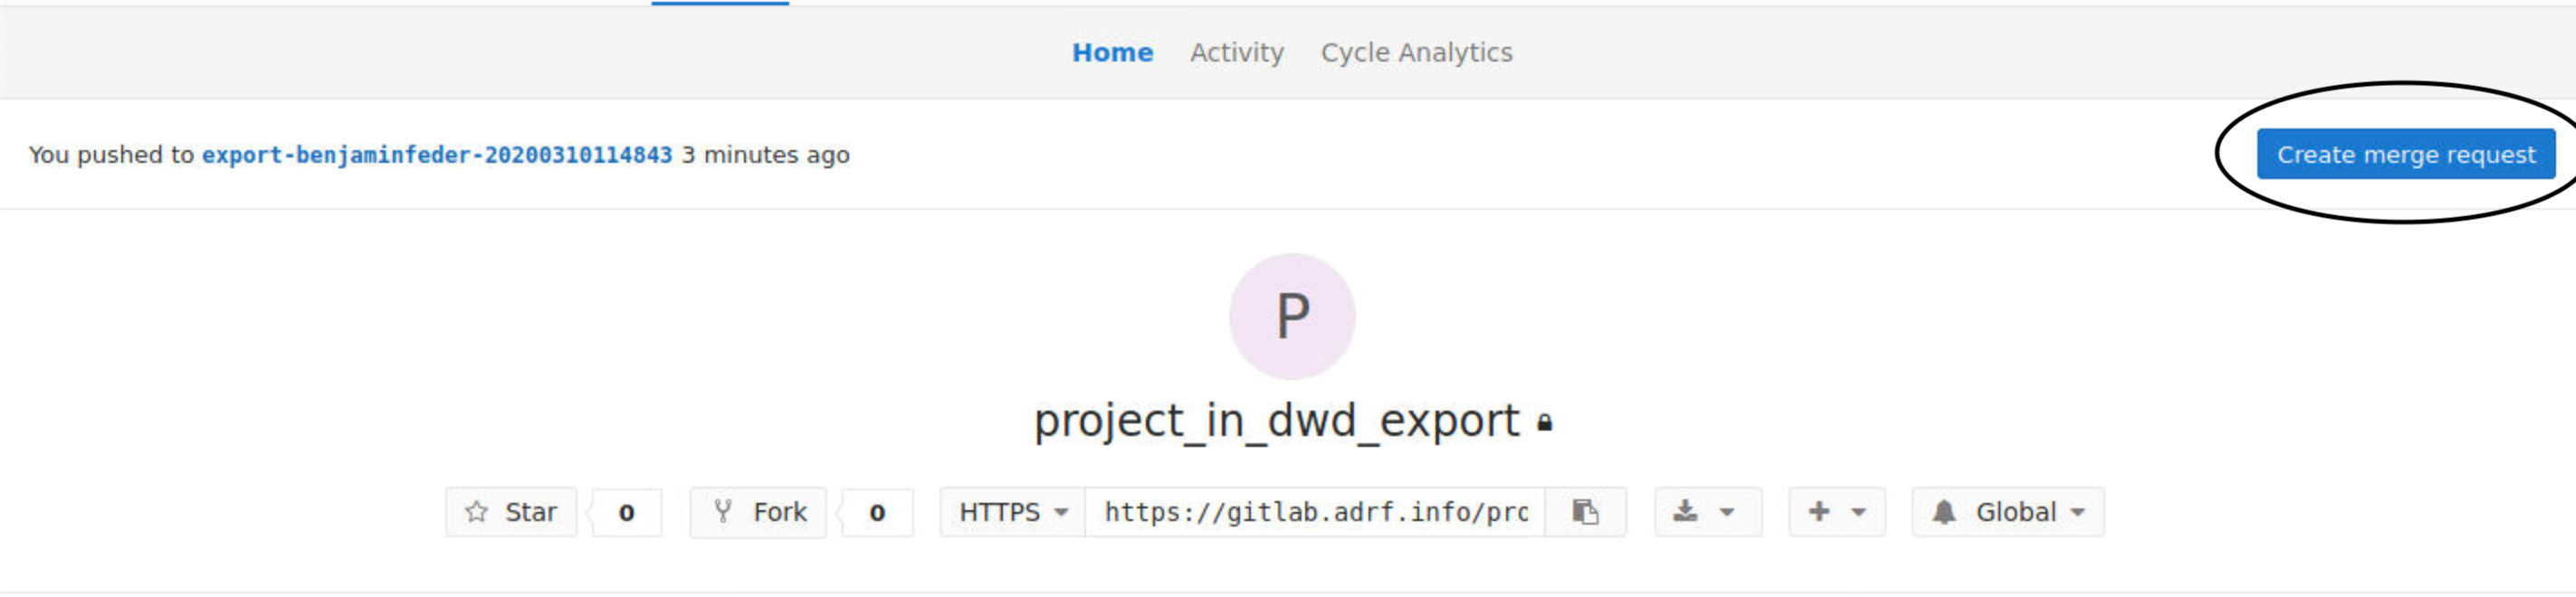 Home Activity Cycle Analytics
You pushed to export-benjaminfeder-20200310114843 3 minutes ago
Create merge request
P
project_in_dwd_export
Star 0 Fork 0 HTTPS https://gitlab.adrf.info/pro Global